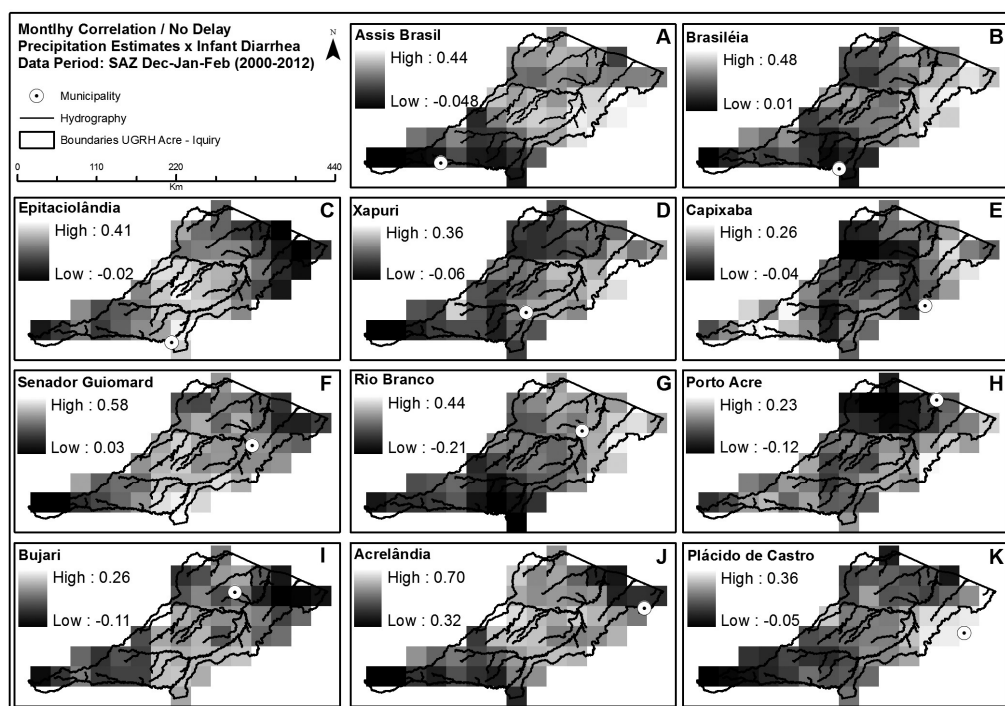 Montlhy Correlation / No Delay
Precipitation Estimates x Infant Diarrhea
Data Period: SAZ Dec-Jan-Feb (2000-2012)
N
Municipality
Hydrography
Boundaries UGRH Acre - Iquiry
0 110 220 440
Km
Assis Brasil A
High : 0.44
Low : -0.048
Brasiléia B
High : 0.48
Low : 0.01
Epitaciolândia C
High : 0.41
Low : -0.02
Xapuri D
High : 0.36
Low : -0.06
Capixaba E
High : 0.26
Low : -0.04
Senador Guiomard F
High : 0.58
Low : 0.03
Rio Branco G
High : 0.44
Low : -0.21
Porto Acre H
High : 0.23
Low : -0.12
Bujari I
High : 0.26
Low : -0.11
Acrelândia J
High : 0.70
Low : 0.32
Plácido de Castro K
High : 0.36
Low : -0.05